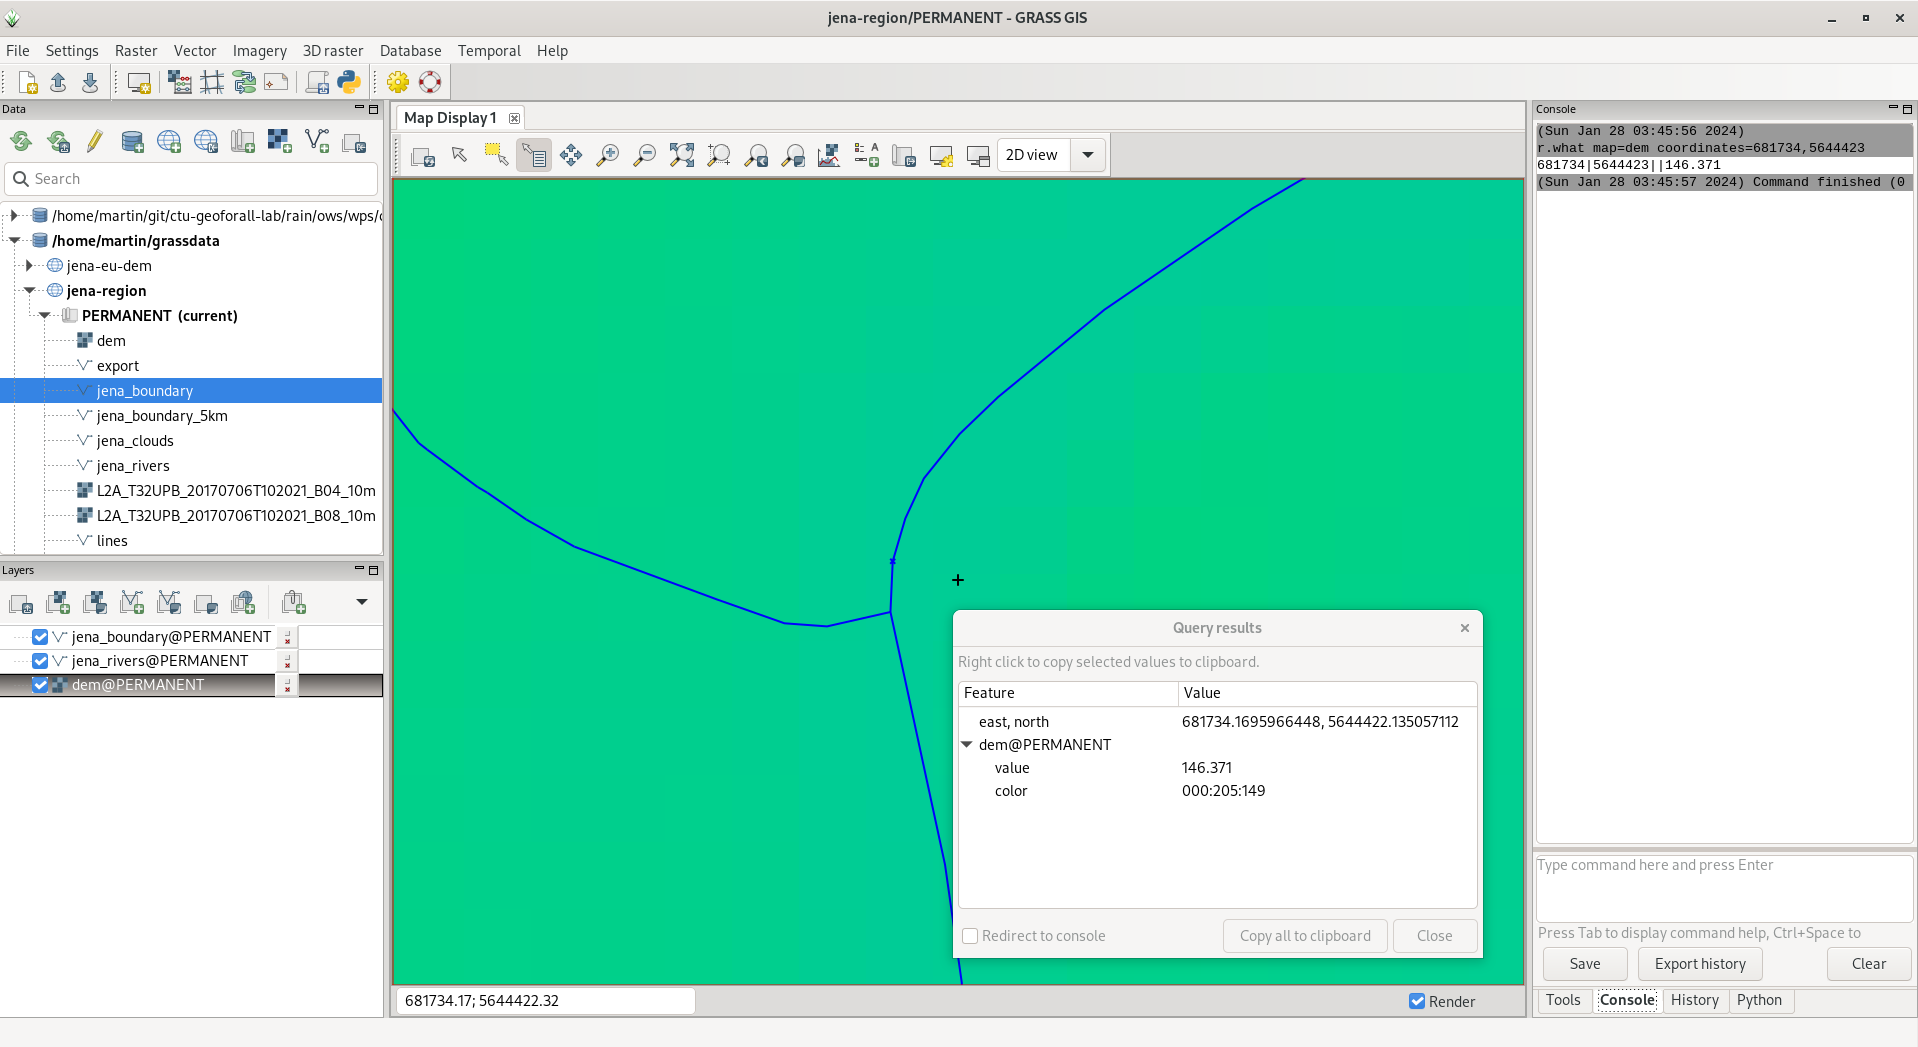 jena-region/PERMANENT - GRASS GIS
File Settings Raster Vector Imagery 3D raster Database Temporal Help
Data
Search
/home/martin/git/ctu-geoforall-lab/rain/ows/wps/
/home/martin/grassdata
jena-eu-dem
jena-region
PERMANENT (current)
dem
export
jena_boundary
jena_boundary_5km
jena_clouds
jena_rivers
L2A_T32UPB_20170706T102021_B04_10m
L2A_T32UPB_20170706T102021_B08_10m
lines
Layers
jena_boundary@PERMANENT
jena_rivers@PERMANENT
dem@PERMANENT
Map Display 1
2D view
Query results
Right click to copy selected values to clipboard.
Feature Value
east, north 681734.1695966448, 5644422.135057112
dem@PERMANENT
value 146.371
color 000:205:149
Redirect to console Copy all to clipboard Close
681734.17; 5644422.32
Render
Console
(Sun Jan 28 03:45:56 2024)
r.what map=dem coordinates=681734,5644423
681734|5644423||146.371
(Sun Jan 28 03:45:57 2024) Command finished (0
Type command here and press Enter
Press Tab to display command help, Ctrl+Space to
Save Export history Clear
Tools Console History Python